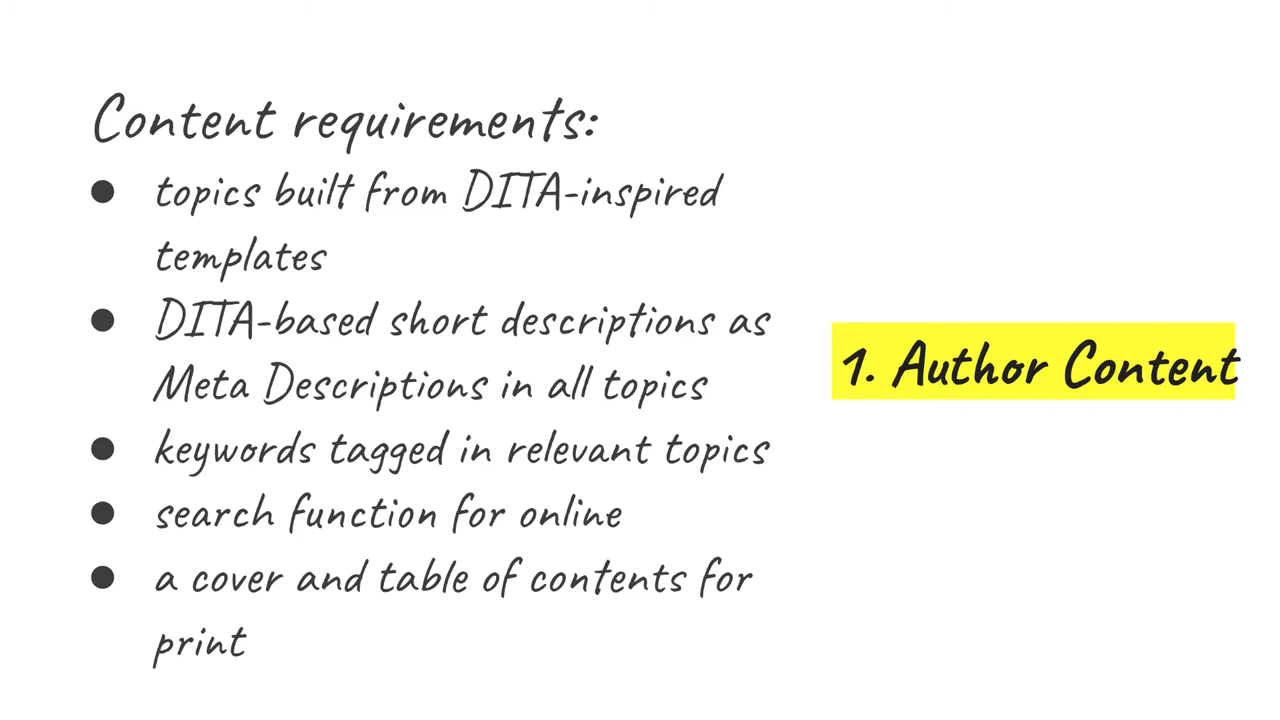 Content requirements:
● topics built from DITA-inspired
templates
● DITA-based short descriptions as
Meta Descriptions in all topics
● keywords tagged in relevant topics
● search function for online
● a cover and table of contents for
print
1. Author Content